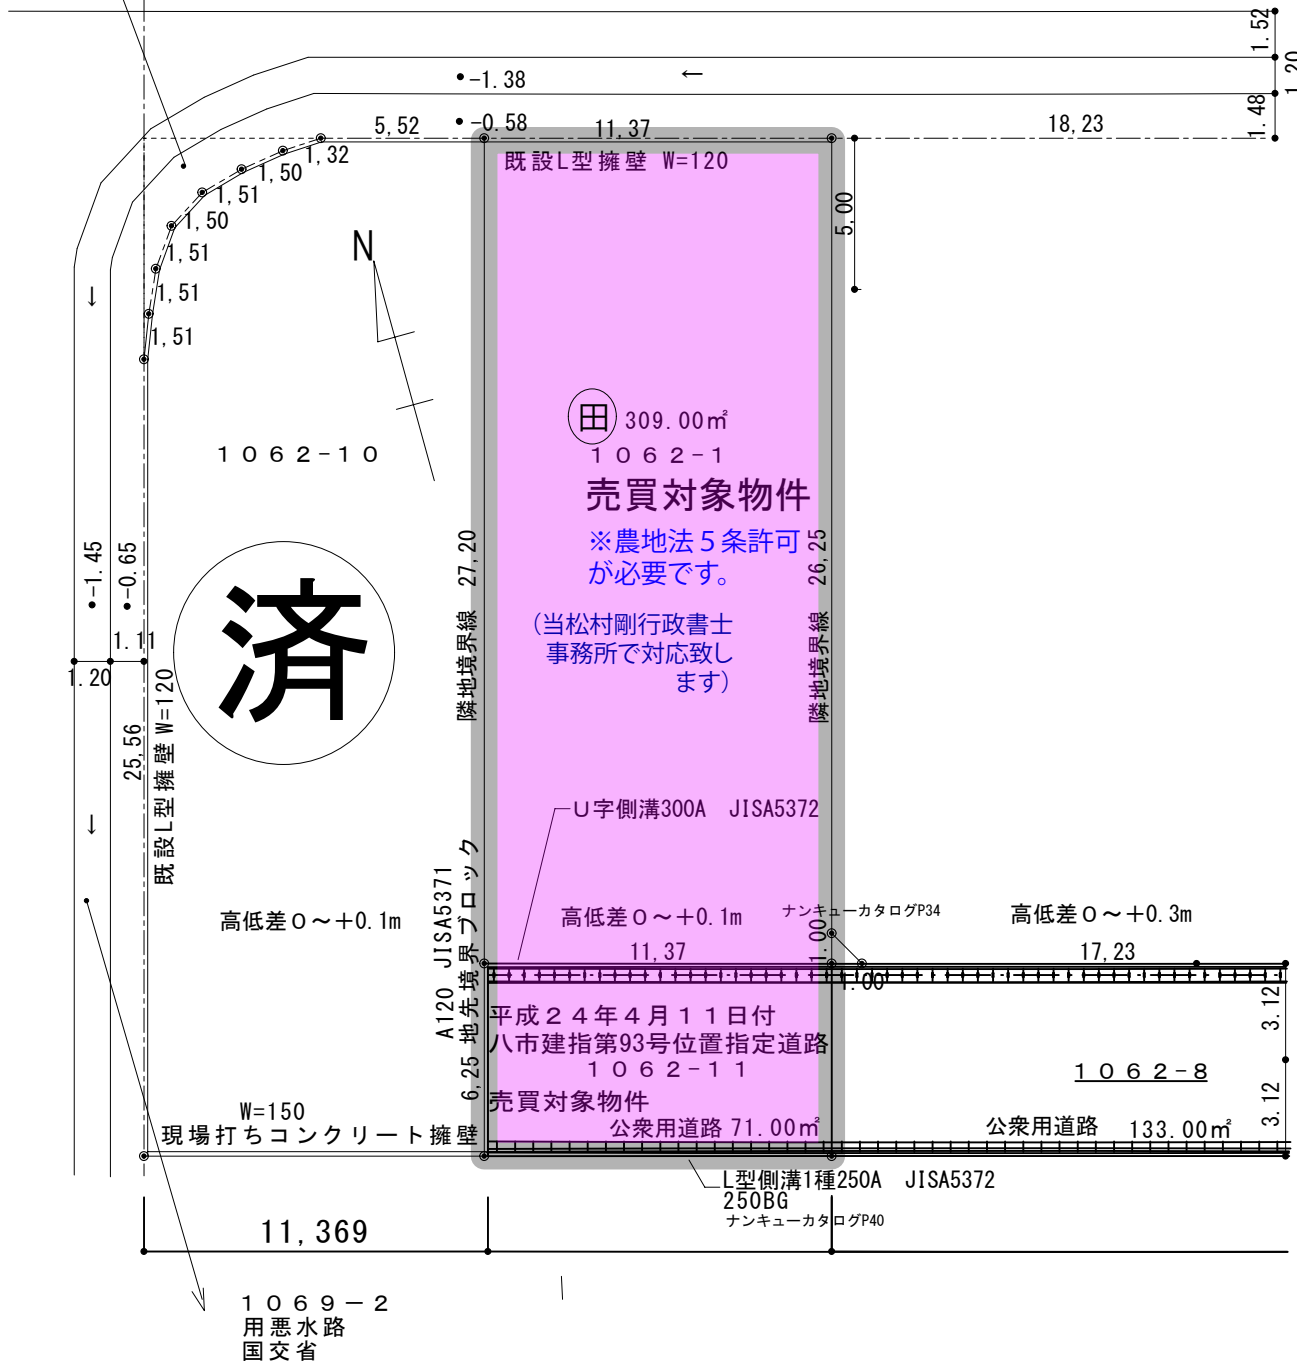 1.52
1.20
1.48
-1.38
←
-0.58
5,52
11,37
18,23
既設L型擁壁 W=120
1,32
1,50
1,51
1,50
1,51
1,51
1,51
5,00
N
↓
田 309.00㎡
1062-10
1062-1
売買対象物件
※農地法５条許可
が必要です。
(当松村剛行政書士
事務所で対応致し
ます)
隣地境界線 27,20
隣地境界線 26,25
-1.45
-0.65
1.11
1.20
済
25,56
既設L型擁壁 W=120
↓
U字側溝300A JISA5372
A120 JISA5371
地先境界ブロック
高低差０～+0.1m
高低差０～+0.1m
ナンキューカタログP34
高低差０～+0.3m
11,37
1.00
1.00
17,23
平成２４年４月１１日付
八市建指第93号位置指定道路
1062-11
売買対象物件
公衆用道路 71.00㎡
6,25
3.12
3.12
1062-8
公衆用道路 133.00㎡
W=150
現場打ちコンクリート擁壁
L型側溝1種250A JISA5372
250BG
ナンキューカタログP40
11,369
1069－2
用悪水路
国交省